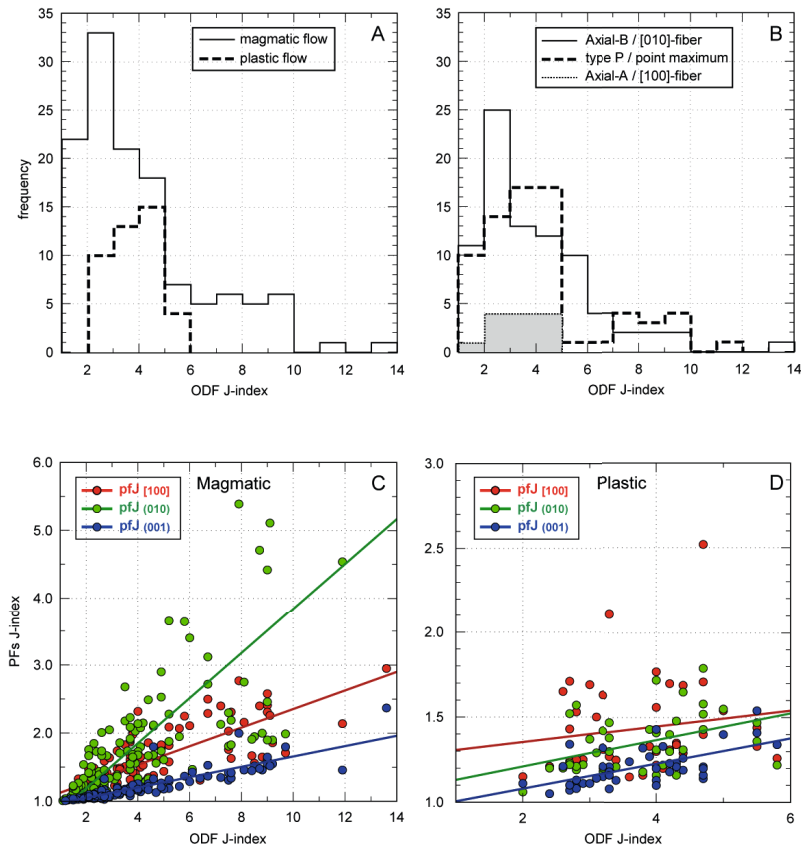 A
magmatic flow
plastic flow
frequency
35
30
25
20
15
10
5
0
2 4 6 8 10 12 14
ODF J-index
B
Axial-B / [010]-fiber
type P / point maximum
Axial-A / [100]-fiber
35
30
25
20
15
10
5
0
2 4 6 8 10 12 14
ODF J-index
C
Magmatic
pfJ [100]
pfJ (010)
pfJ (001)
PFs J-index
6.0
5.0
4.0
3.0
2.0
1.0
2 4 6 8 10 12 14
ODF J-index
D
Plastic
pfJ [100]
pfJ (010)
pfJ (001)
3.0
2.5
2.0
1.5
1.0
2 4 6
ODF J-index